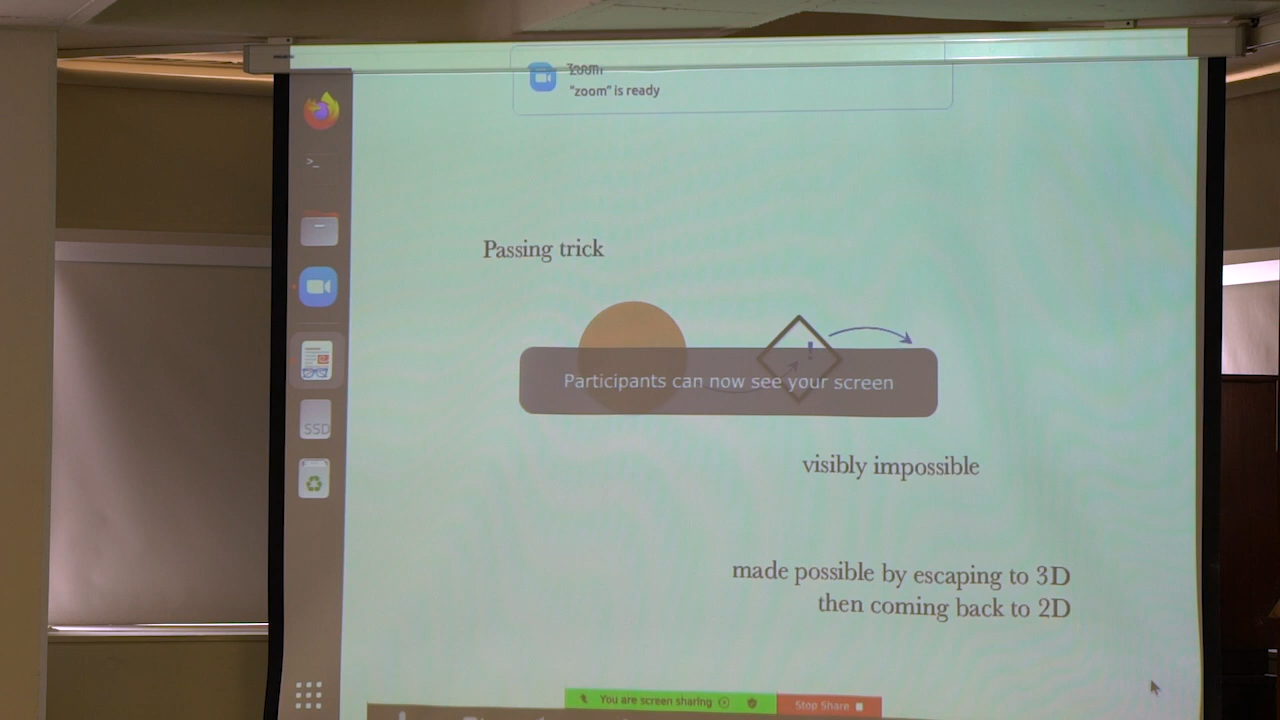 Zoom
"zoom" is ready
>_
Passing trick
!
Participants can now see your screen
SSD
visibly impossible
made possible by escaping to 3D
then coming back to 2D
You are screen sharing
Stop Share